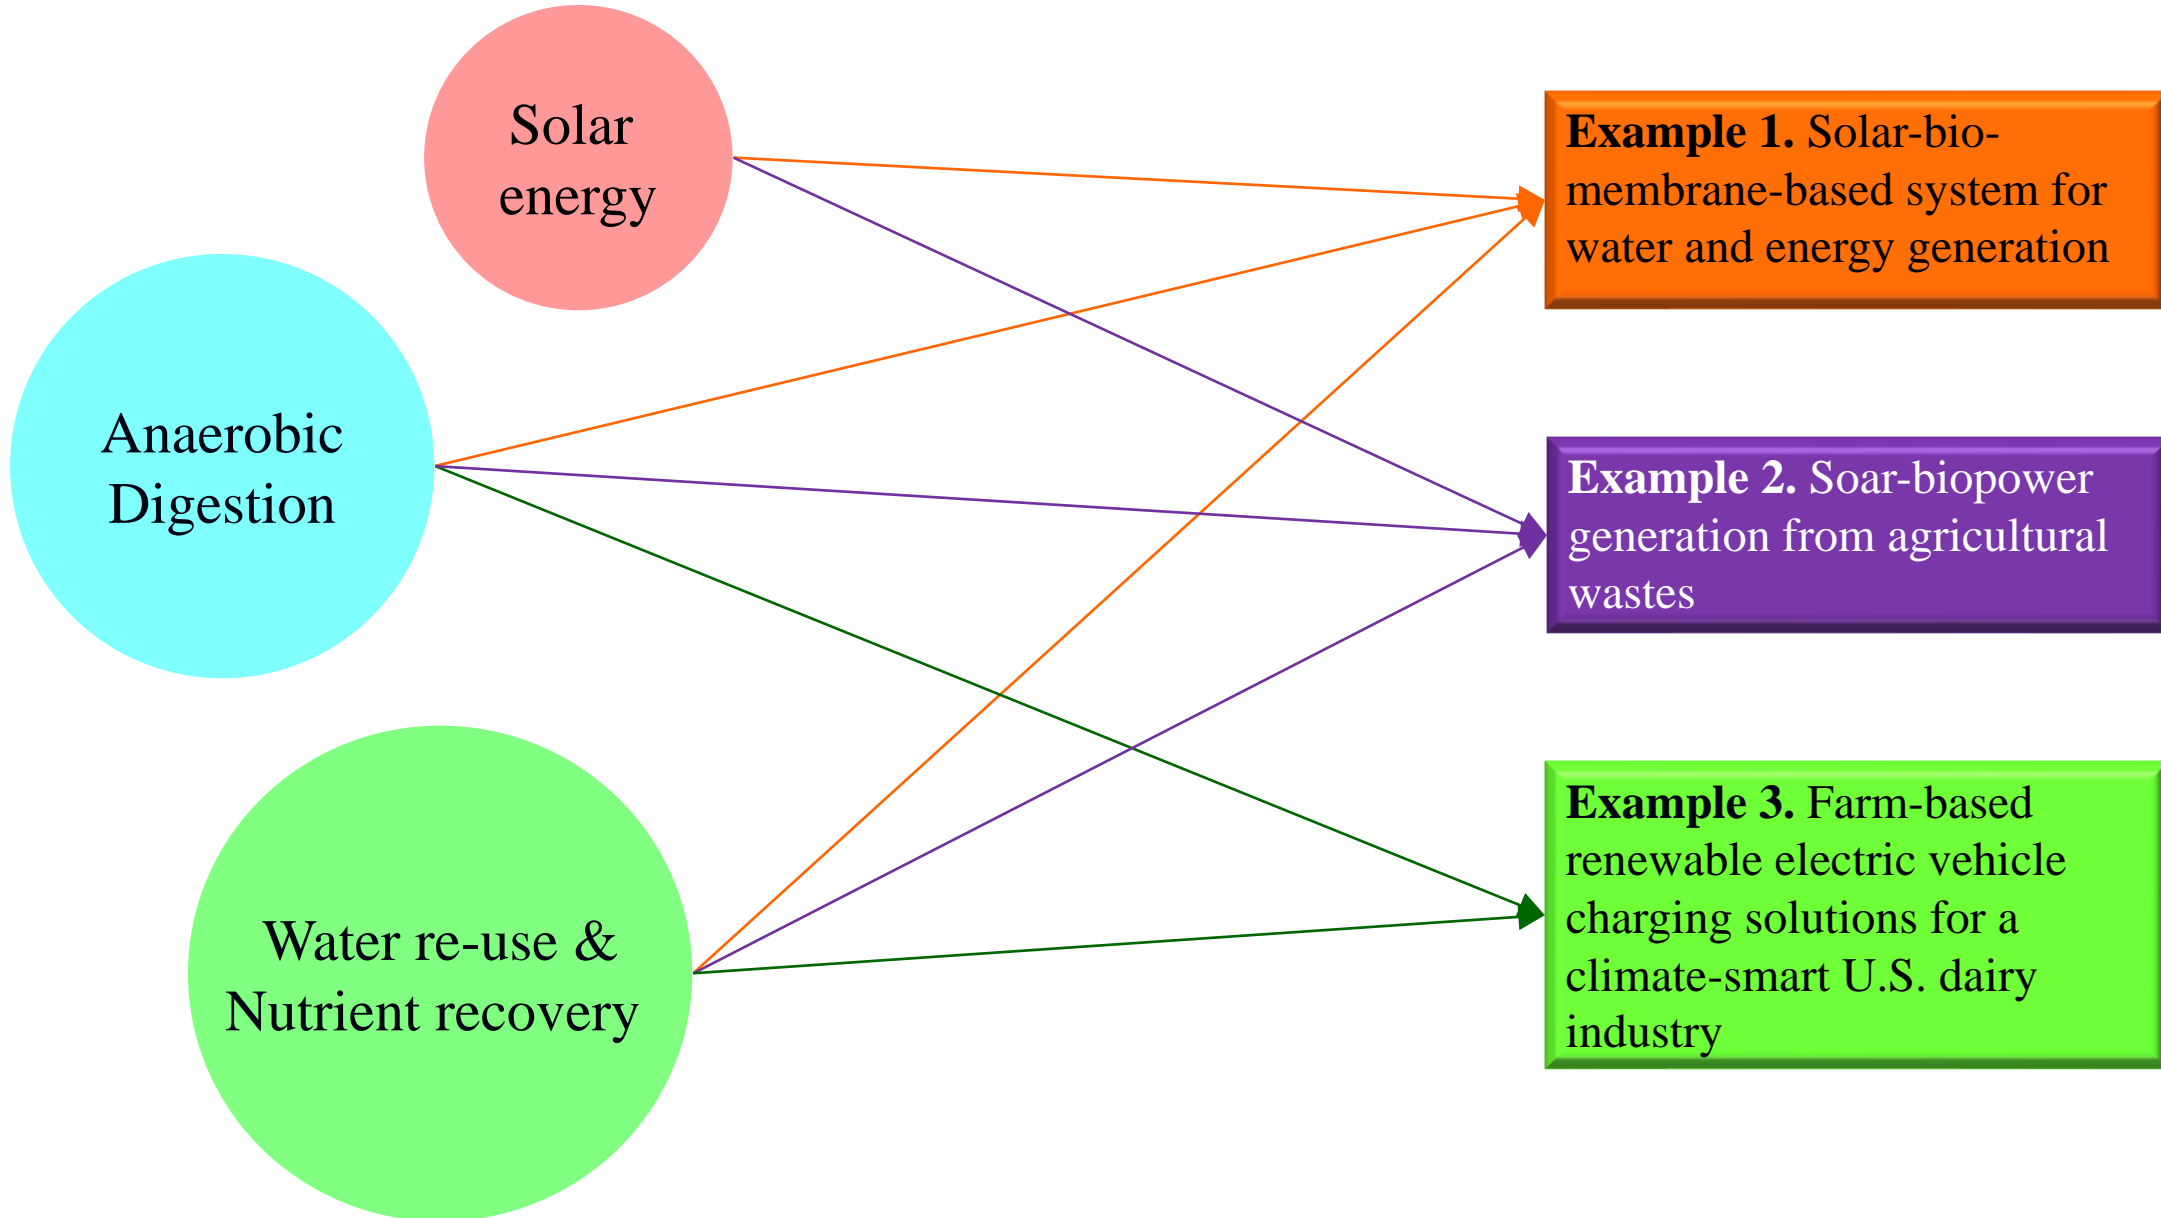 Solar
energy
Anaerobic
Digestion
Water re-use &
Nutrient recovery
Example 1. Solar-bio-
membrane-based system for
water and energy generation
Example 2. Soar-biopower
generation from agricultural
wastes
Example 3. Farm-based
renewable electric vehicle
charging solutions for a
climate-smart U.S. dairy
industry